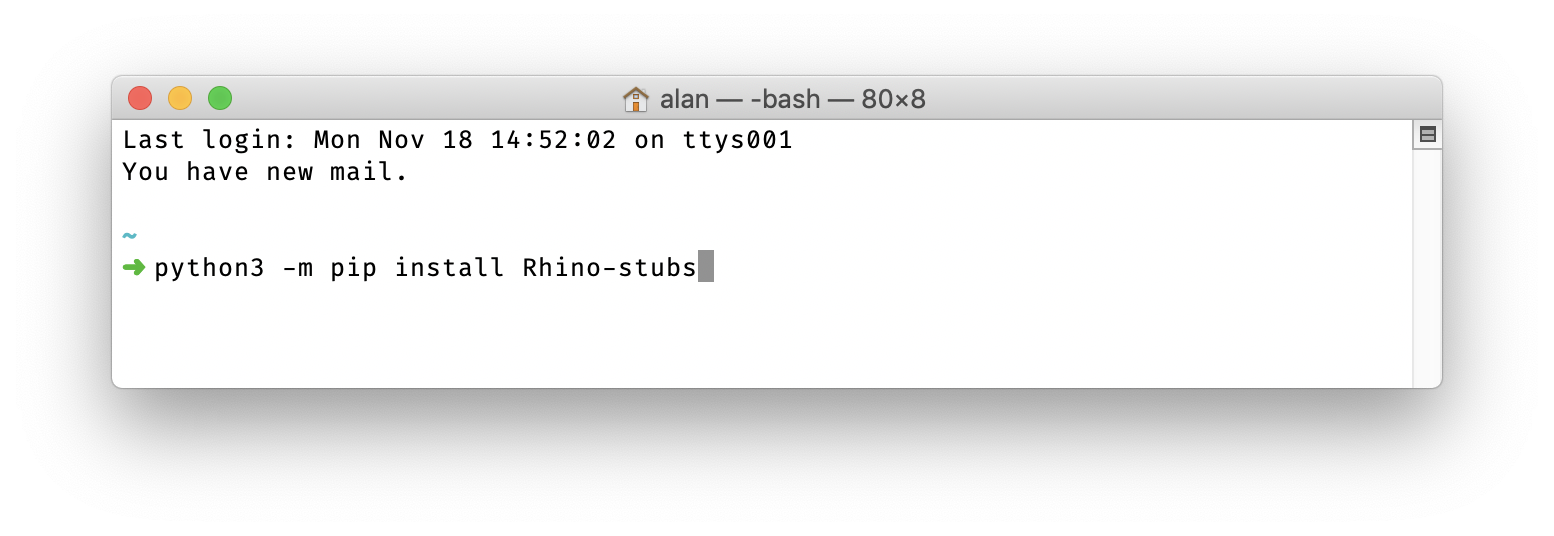 alan — -bash — 80×8
Last login: Mon Nov 18 14:52:02 on ttys001
You have new mail.
~
➜ python3 -m pip install Rhino-stubs